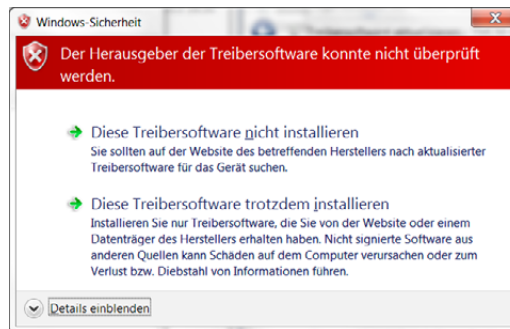 Windows-Sicherheit
Der Herausgeber der Treibersoftware konnte nicht überprüft
werden.
Diese Treibersoftware nicht installieren
Sie sollten auf der Website des betreffenden Herstellers nach aktualisierter
Treibersoftware für das Gerät suchen.
Diese Treibersoftware trotzdem installieren
Installieren Sie nur Treibersoftware, die Sie von der Website oder einem
Datenträger des Herstellers erhalten haben. Nicht signierte Software aus
anderen Quellen kann Schäden auf dem Computer verursachen oder zum
Verlust bzw. Diebstahl von Informationen führen.
Details einblenden